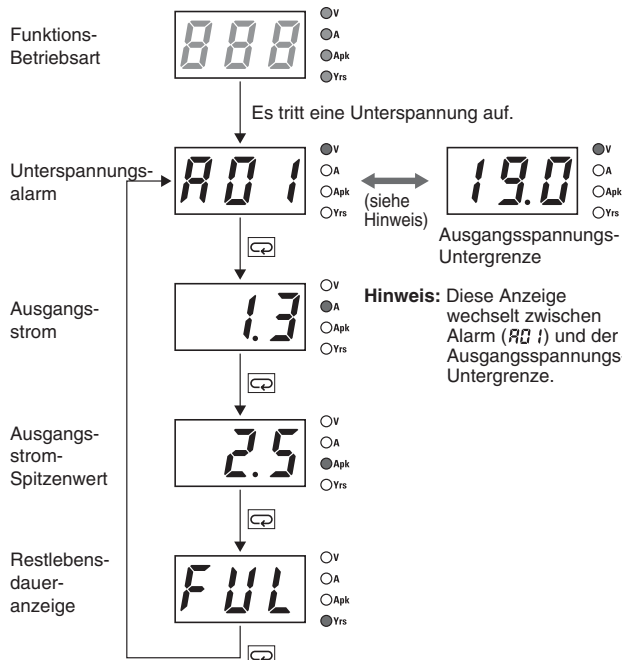 Funktions-
Betriebsart
888
V
A
Apk
Yrs
Es tritt eine Unterspannung auf.
Unterspannungs-
alarm
A01
V
A
Apk
Yrs
(siehe
Hinweis)
19.0
V
A
Apk
Yrs
Ausgangsspannungs-
Untergrenze
Ausgangs-
strom
1.3
V
A
Apk
Yrs
Hinweis: Diese Anzeige
wechselt zwischen
Alarm (A01) und der
Ausgangsspannungs-
Untergrenze.
Ausgangs-
strom-
Spitzenwert
2.5
V
A
Apk
Yrs
Restlebens-
dauer-
anzeige
FUL
V
A
Apk
Yrs